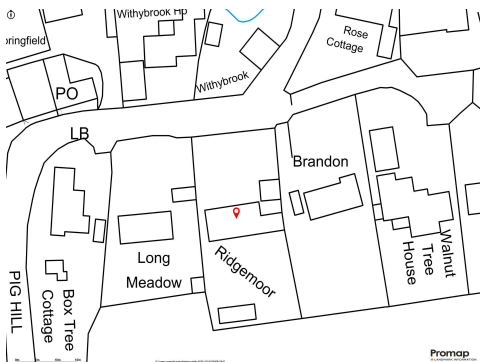 Withybrook Hp
pringfield
Rose
Cottage
Withybrook
PO
LB
Brandon
Long
Meadow
Ridgemoor
Walnut
Tree
House
PIG HILL
Box Tree
Cottage
Promap